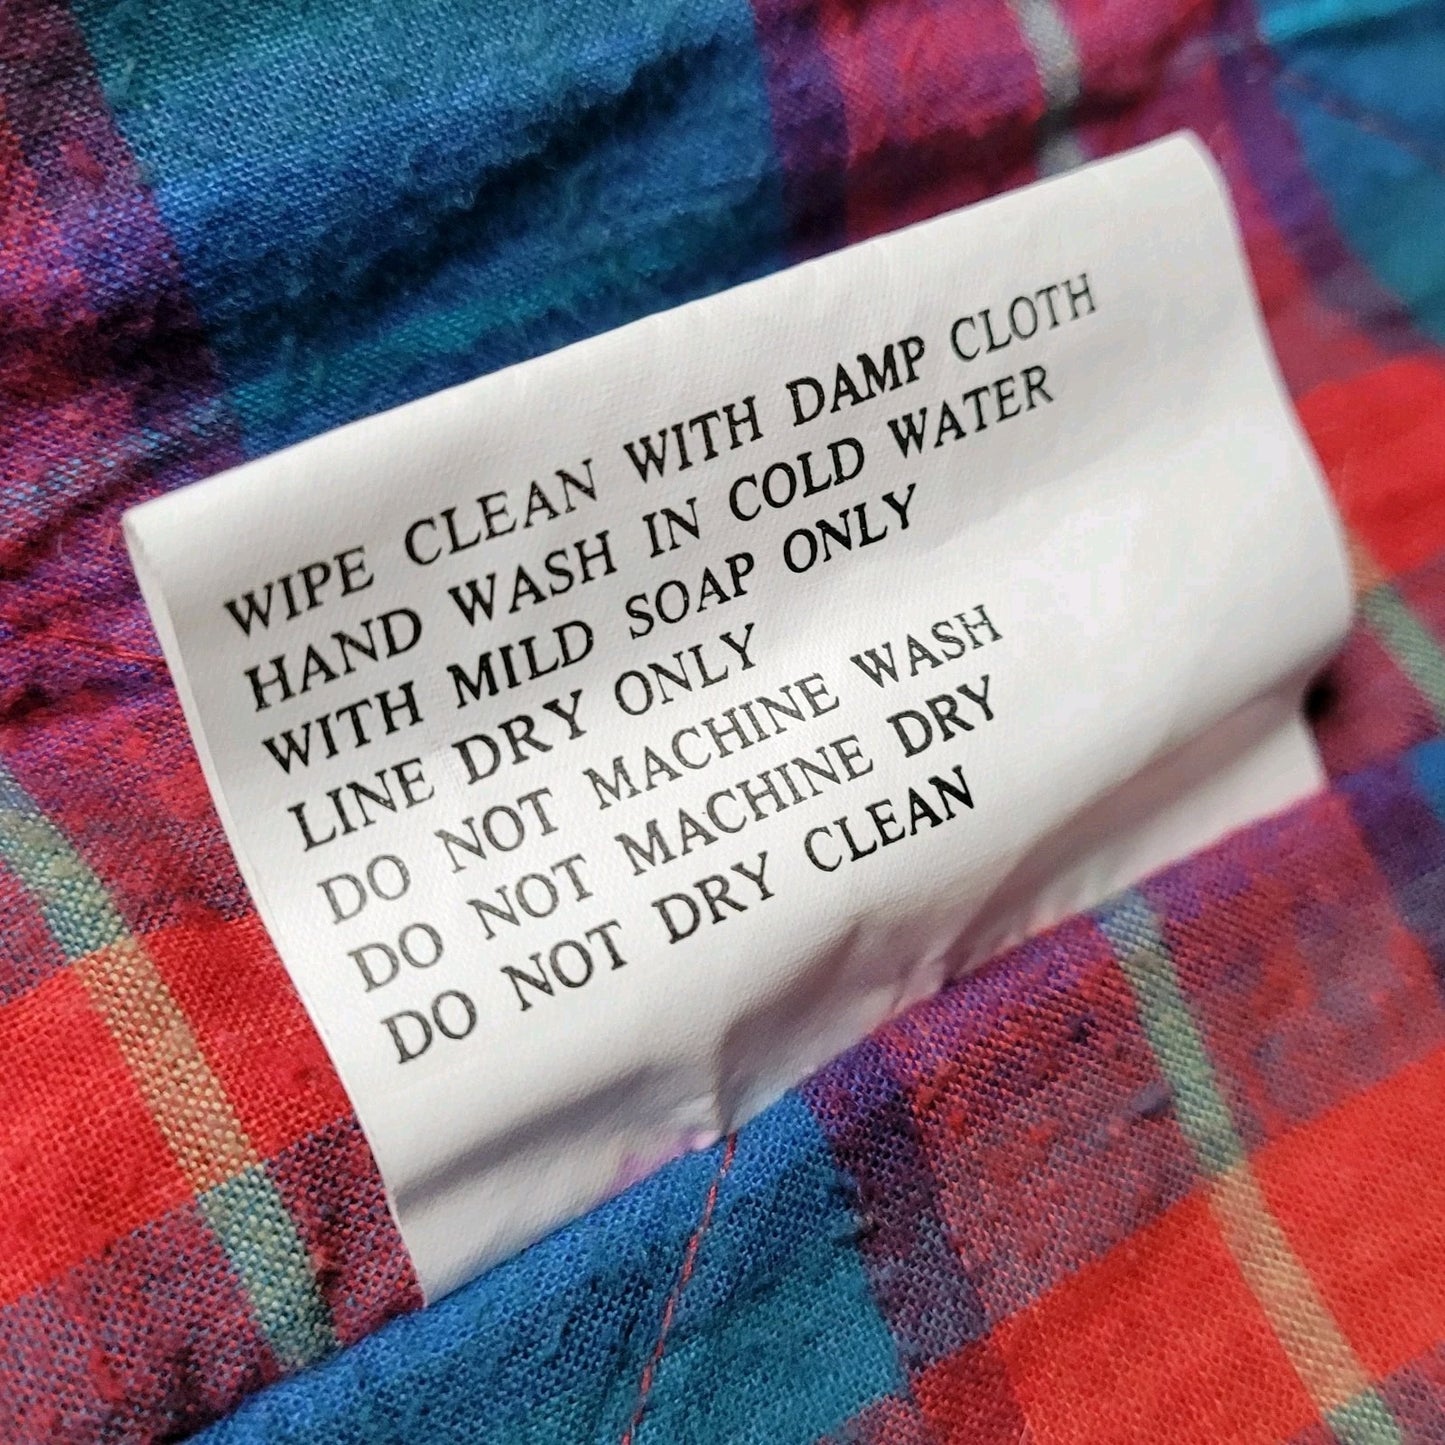 WIPE CLEAN WITH DAMP CLOTH
HAND WASH IN COLD WATER
WITH MILD SOAP ONLY
LINE DRY ONLY
DO NOT MACHINE WASH
DO NOT MACHINE DRY
DO NOT DRY CLEAN